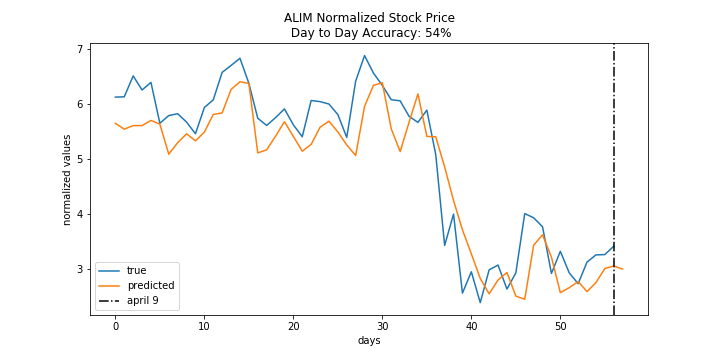 ALIM Normalized Stock Price
Day to Day Accuracy: 54%
7
6
5
4
3
normalized values
true
predicted
april 9
0
10
20
30
40
50
days